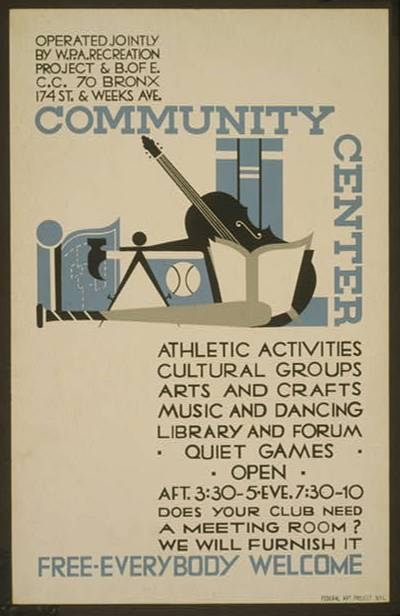 OPERATED JOINTLY
BY W.P.A. RECREATION
PROJECT & B. OF E.
C.C. 70 BRONX
174 ST. & WEEKS AVE.
COMMUNITY
CENTER
ATHLETIC ACTIVITIES
CULTURAL GROUPS
ARTS AND CRAFTS
MUSIC AND DANCING
LIBRARY AND FORUM
· QUIET GAMES ·
· OPEN ·
AFT. 3:30-5·EVE. 7:30-10
DOES YOUR CLUB NEED
A MEETING ROOM?
WE WILL FURNISH IT
FREE-EVERYBODY WELCOME
FEDERAL ART PROJECT N.Y.C.